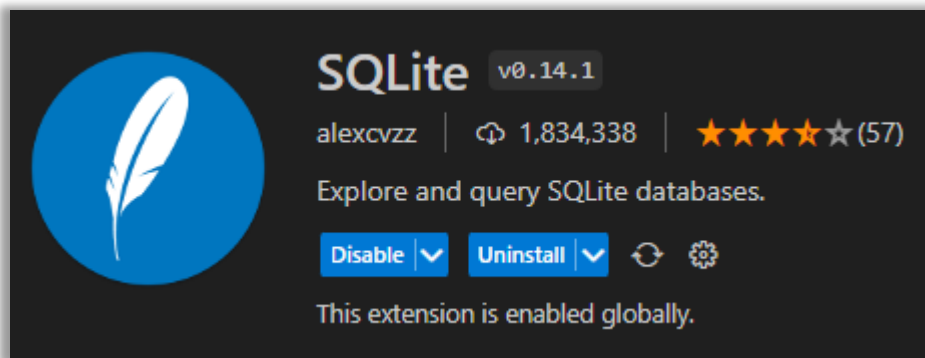 SQLite v0.14.1
alexcvzz 1,834,338 (57)
Explore and query SQLite databases.
Disable Uninstall
This extension is enabled globally.